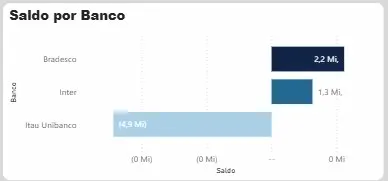 Saldo por Banco
Bradesco
2,2 Mi,
Inter
1,3 Mi,
Itau Unibanco
(4,9 Mi)
Banco
(0 Mi) (0 Mi) -- 0 Mi
Saldo